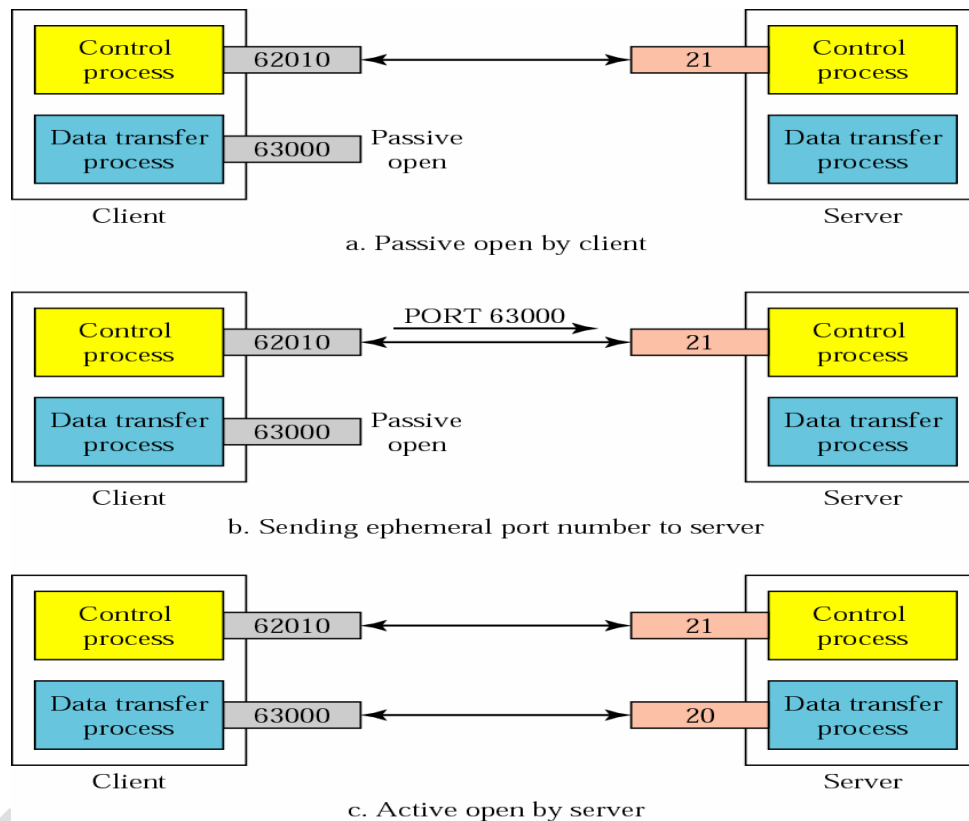 Control
process
62010
21
Control
process
Data transfer
process
63000
Passive
open
Data transfer
process
Client
Server
a. Passive open by client
Control
process
62010
PORT 63000
21
Control
process
Data transfer
process
63000
Passive
open
Data transfer
process
Client
Server
b. Sending ephemeral port number to server
Control
process
62010
21
Control
process
Data transfer
process
63000
20
Data transfer
process
Client
Server
c. Active open by server